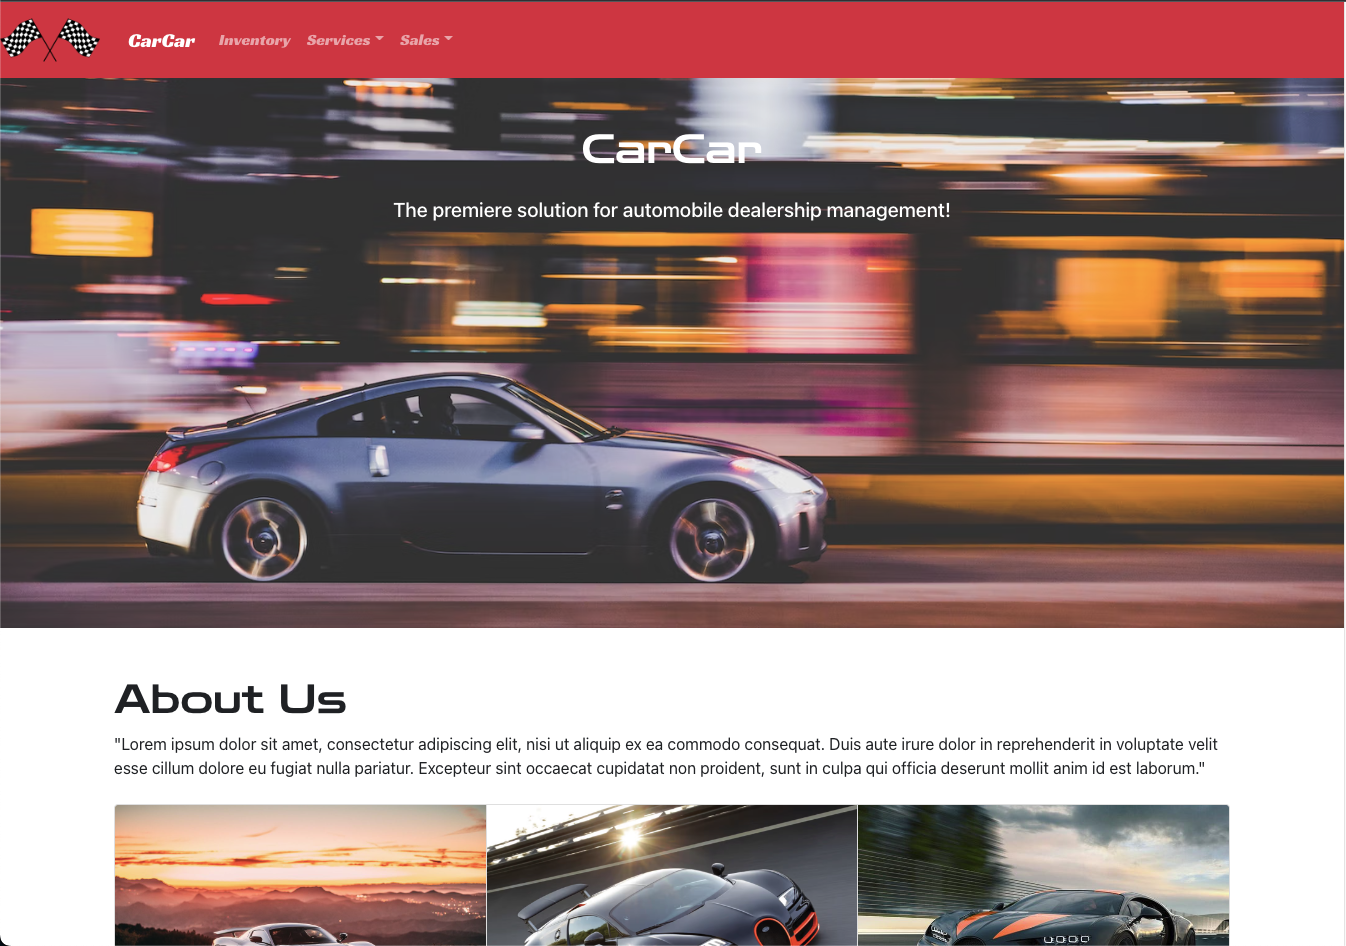 CarCar Inventory Services Sales
CarCar
The premiere solution for automobile dealership management!
About Us
"Lorem ipsum dolor sit amet, consectetur adipiscing elit, nisi ut aliquip ex ea commodo consequat. Duis aute irure dolor in reprehenderit in voluptate velit
esse cillum dolore eu fugiat nulla pariatur. Excepteur sint occaecat cupidatat non proident, sunt in culpa qui officia deserunt mollit anim id est laborum."